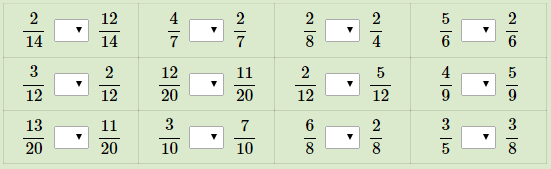 2/14 ▼ 12/14 4/7 ▼ 2/7 2/8 ▼ 2/4 5/6 ▼ 2/6
3/12 ▼ 2/12 12/20 ▼ 11/20 2/12 ▼ 5/12 4/9 ▼ 5/9
13/20 ▼ 11/20 3/10 ▼ 7/10 6/8 ▼ 2/8 3/5 ▼ 3/8